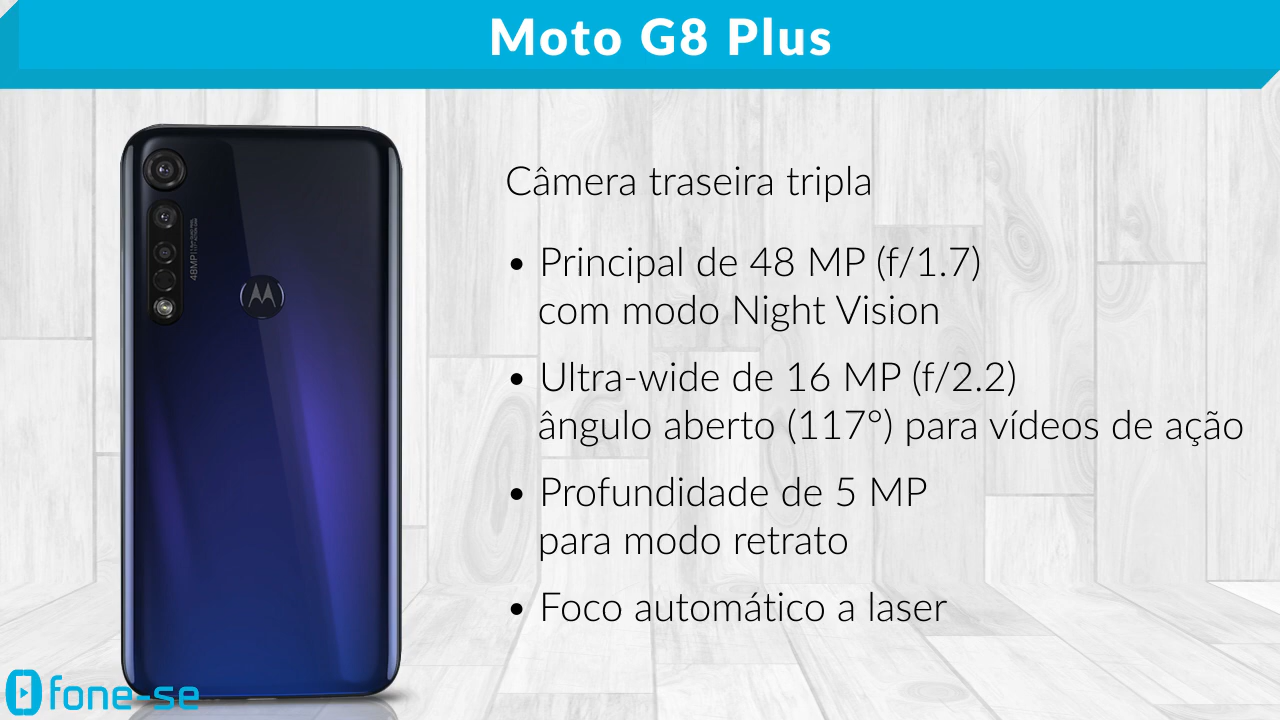 Moto G8 Plus
Câmera traseira tripla
• Principal de 48 MP (f/1.7)
com modo Night Vision
• Ultra-wide de 16 MP (f/2.2)
ângulo aberto (117°) para vídeos de ação
• Profundidade de 5 MP
para modo retrato
• Foco automático a laser
48MP
fone-se